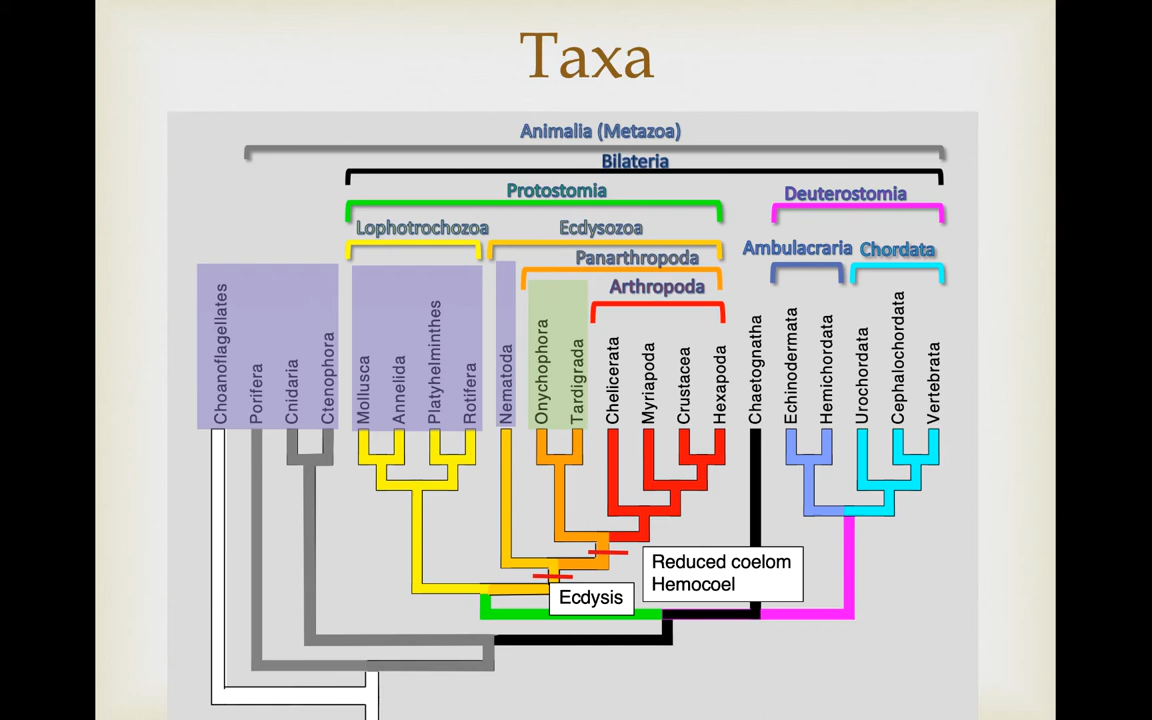 Taxa
Animalia (Metazoa)
Bilateria
Protostomia
Deuterostomia
Lophotrochozoa
Ecdysozoa
Ambulacraria
Chordata
Panarthropoda
Arthropoda
Choanoflagellates
Porifera
Cnidaria
Ctenophora
Mollusca
Annelida
Platyhelminthes
Rotifera
Nematoda
Onychophora
Tardigrada
Chelicerata
Myriapoda
Crustacea
Hexapoda
Chaetognatha
Echinodermata
Hemichordata
Urochordata
Cephalochordata
Vertebrata
Reduced coelom
Hemocoel
Ecdysis